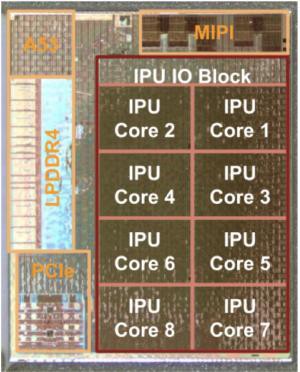 A53
MIPI
IPU IO Block
IPU
Core 2
IPU
Core 1
LPDDR4
IPU
Core 4
IPU
Core 3
IPU
Core 6
IPU
Core 5
PCIe
IPU
Core 8
IPU
Core 7